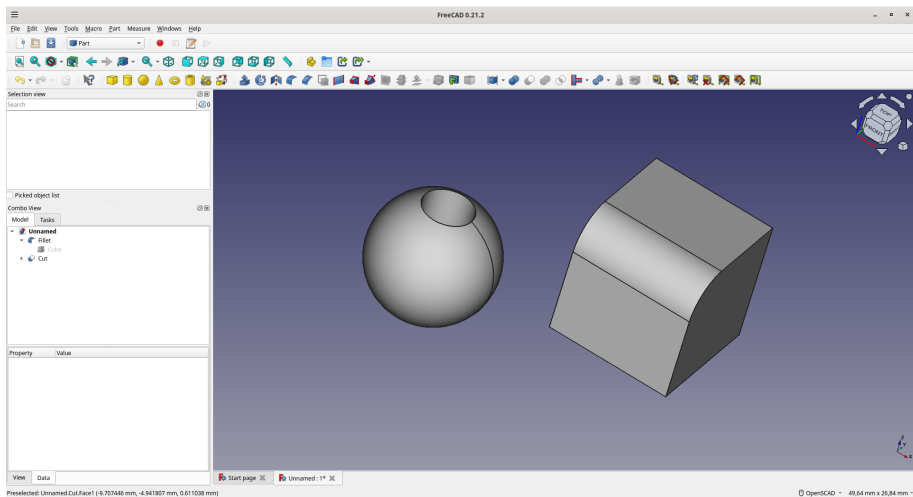 FreeCAD 0.21.2
File Edit View Tools Macro Part Measure Windows Help
Part
Selection view
Search
0
Picked object list
Combo View
Model Tasks
Unnamed
Fillet
Cube
Cut
Property Value
View Data
TOP
FRONT
Z
Y
X
Start page
Unnamed : 1*
Preselected: Unnamed.Cut.Face1 (-9.707446 mm, -4.941807 mm, 0.611038 mm)
OpenSCAD
49,64 mm x 26,84 mm